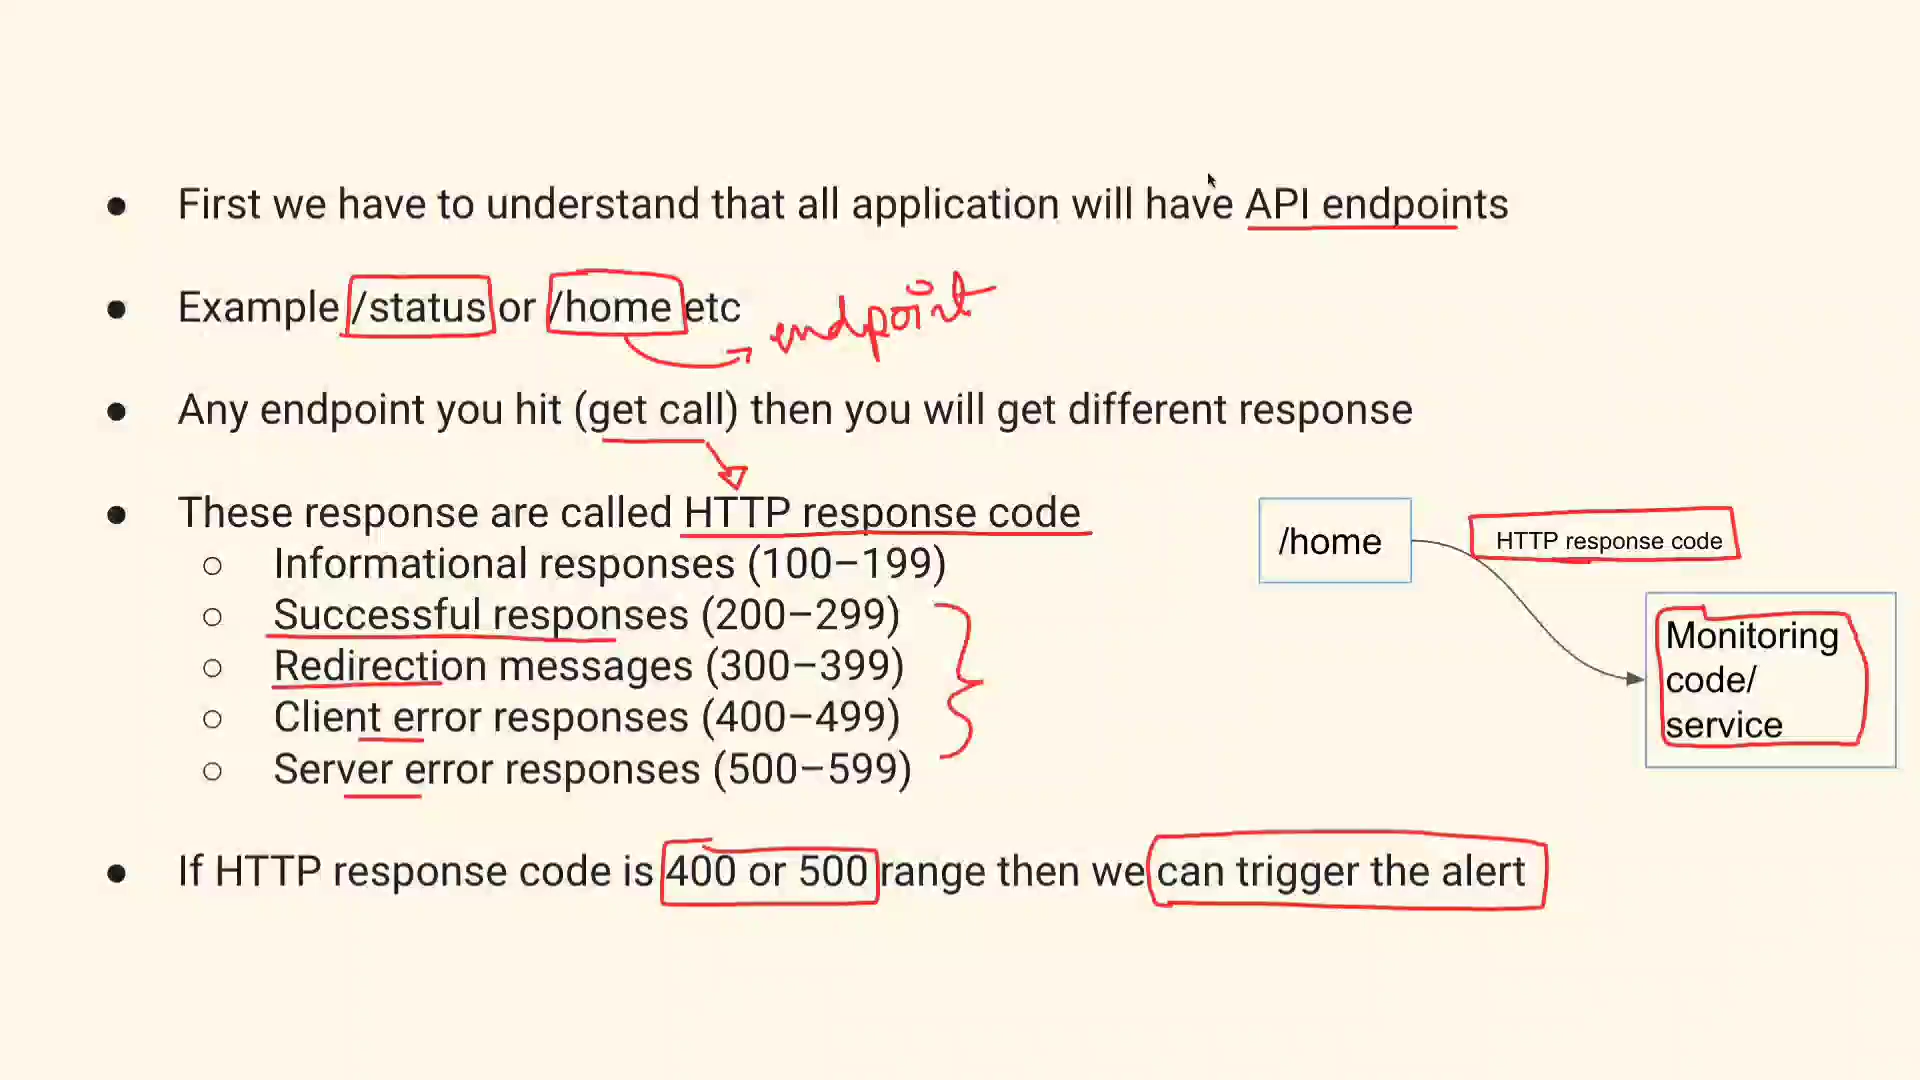 ● First we have to understand that all application will have API endpoints
● Example /status or /home etc
endpoint
● Any endpoint you hit (get call) then you will get different response
● These response are called HTTP response code
○ Informational responses (100–199)
○ Successful responses (200–299)
○ Redirection messages (300–399)
○ Client error responses (400–499)
○ Server error responses (500–599)
● If HTTP response code is 400 or 500 range then we can trigger the alert
/home
HTTP response code
Monitoring
code/
service